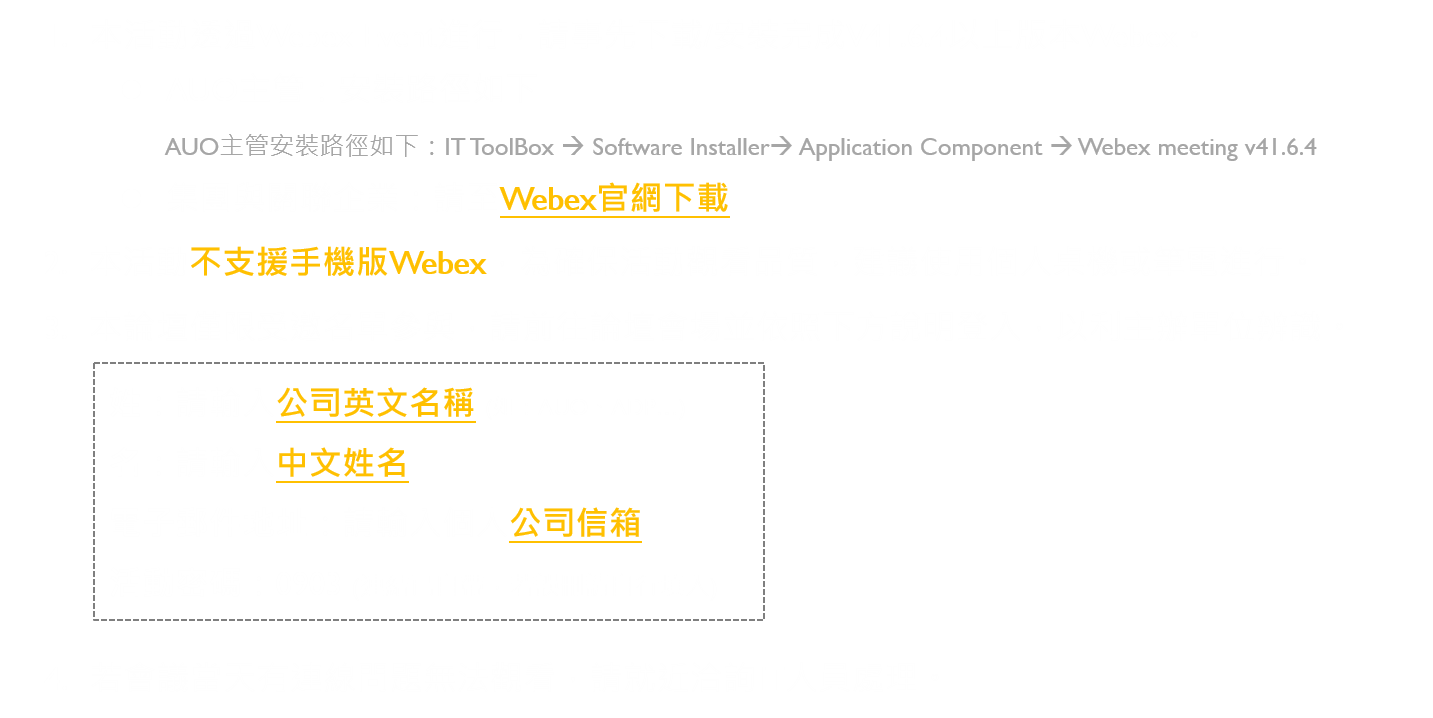 AUO主管安裝路徑如下：IT ToolBox → Software Installer→ Application Component → Webex meeting v41.6.4
Webex官網下載
不支援手機版Webex
公司英文名稱
中文姓名
公司信箱